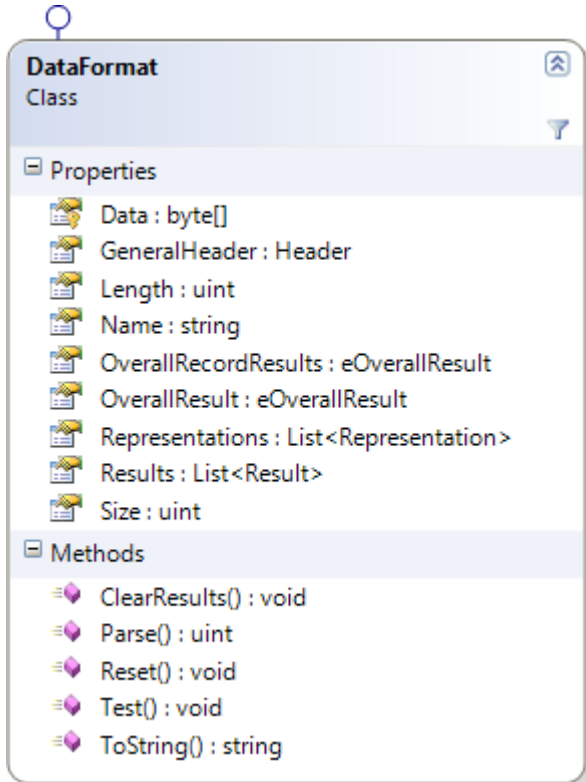 DataFormat
Class
Properties
Data : byte[]
GeneralHeader : Header
Length : uint
Name : string
OverallRecordResults : eOverallResult
OverallResult : eOverallResult
Representations : List<Representation>
Results : List<Result>
Size : uint
Methods
ClearResults() : void
Parse() : uint
Reset() : void
Test() : void
ToString() : string